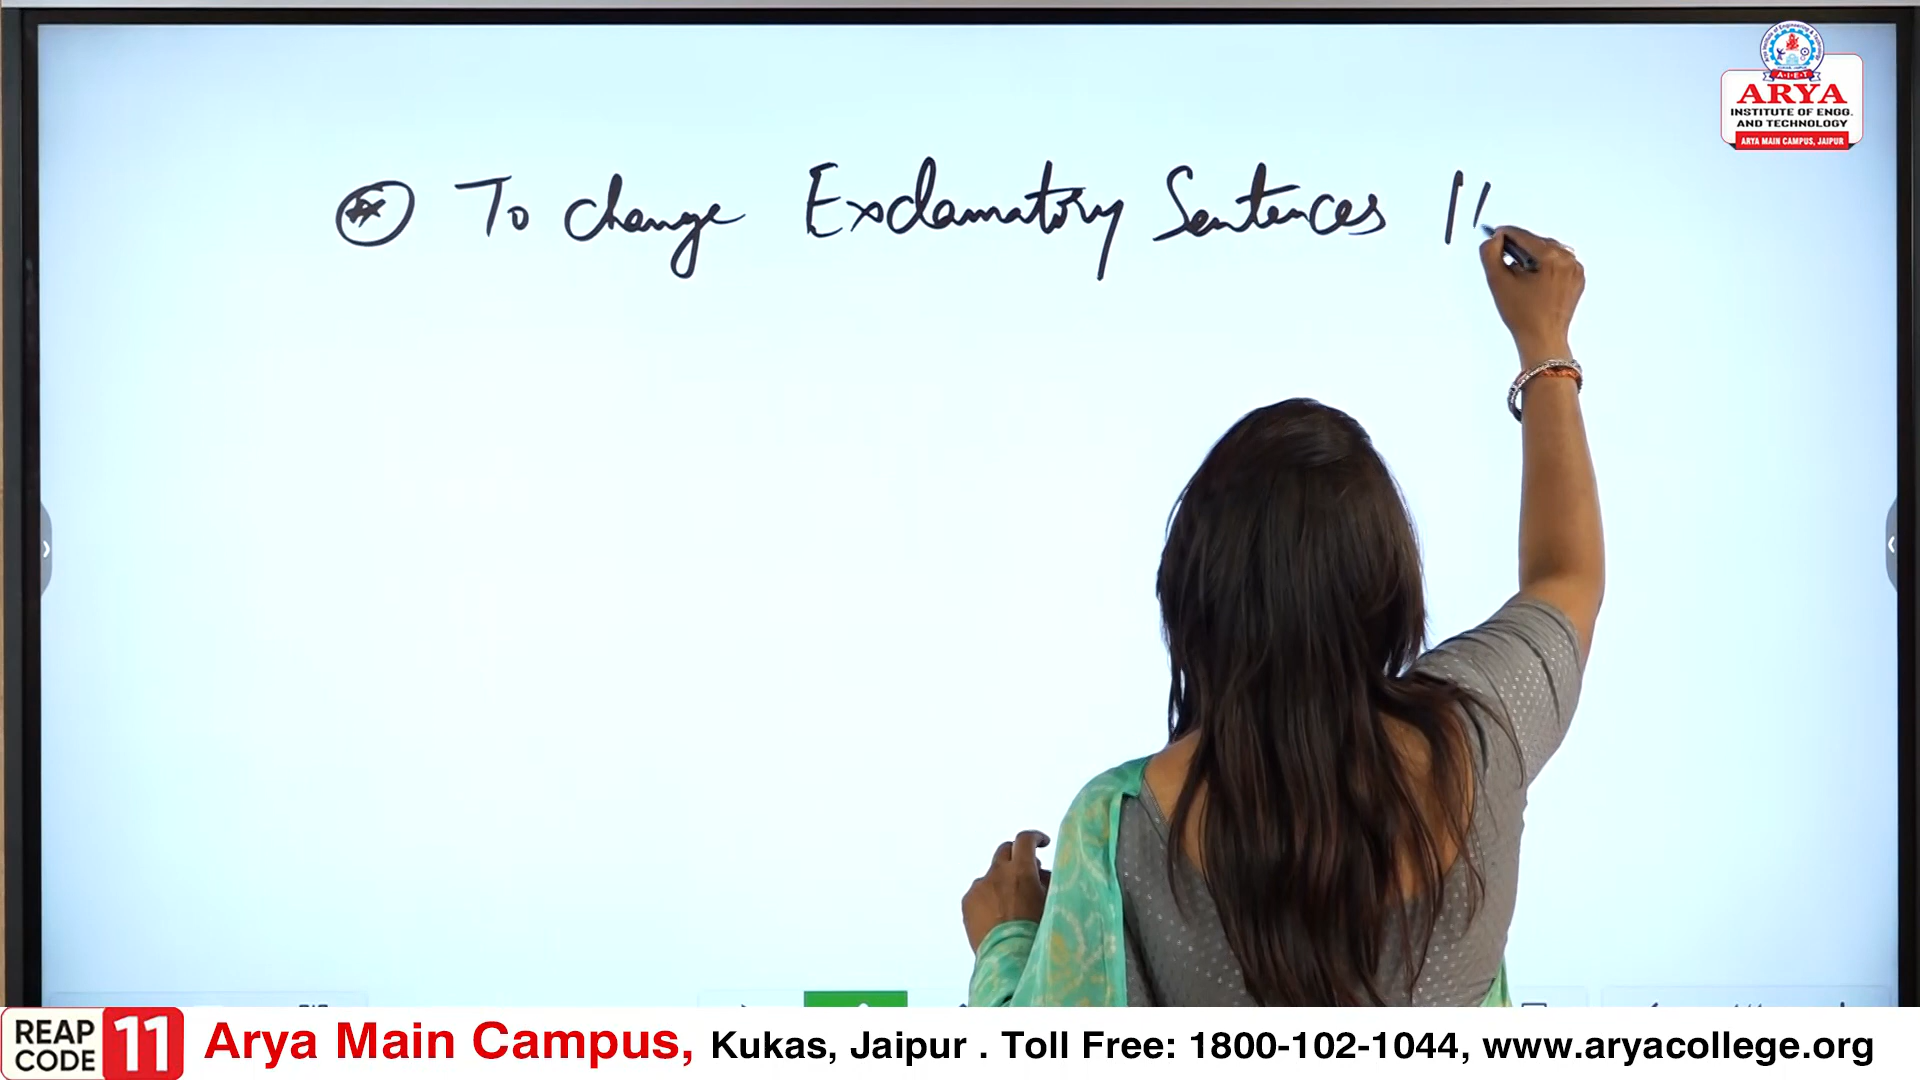 To change Exclamatory Sentences
A.I.E.T
ARYA
INSTITUTE OF ENGG.
AND TECHNOLOGY
ARYA MAIN CAMPUS, JAIPUR
REAP CODE 11
Arya Main Campus, Kukas, Jaipur . Toll Free: 1800-102-1044, www.aryacollege.org